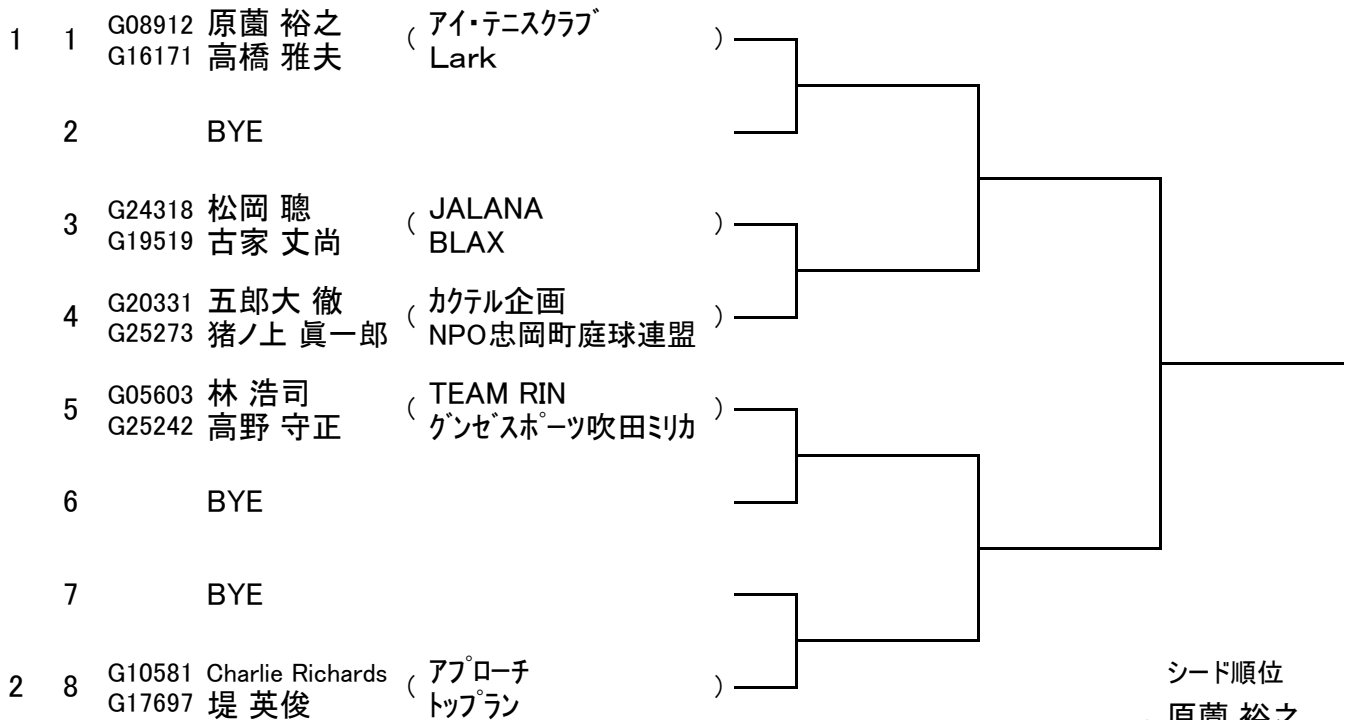 1 1 G08912 原薗 裕之 ( アイ・テニスクラブ )
G16171 高橋 雅夫 Lark
2 BYE
3 G24318 松岡 聰 ( JALANA )
G19519 古家 丈尚 BLAX
4 G20331 五郎大 徹 ( カクテル企画 )
G25273 猪ノ上 眞一郎 NPO忠岡町庭球連盟
5 G05603 林 浩司 ( TEAM RIN )
G25242 高野 守正 グンゼスポーツ吹田ミリカ
6 BYE
7 BYE
2 8 G10581 Charlie Richards ( アプローチ )
G17697 堤 英俊 トップラン
シード順位
原薗 裕之